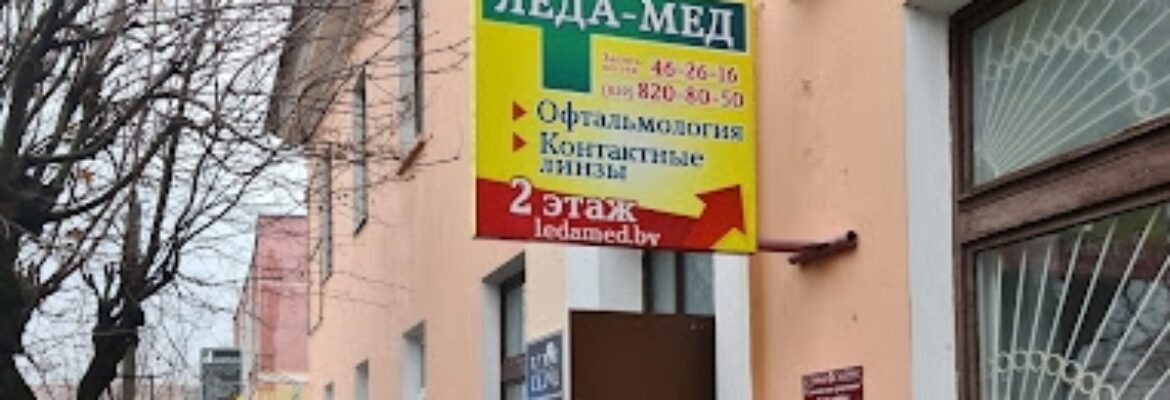 ЛЕДА-МЕД
46-26-16
820-80-50
Офтальмология
Контактные
линзы
2 этаж
ledamed.by